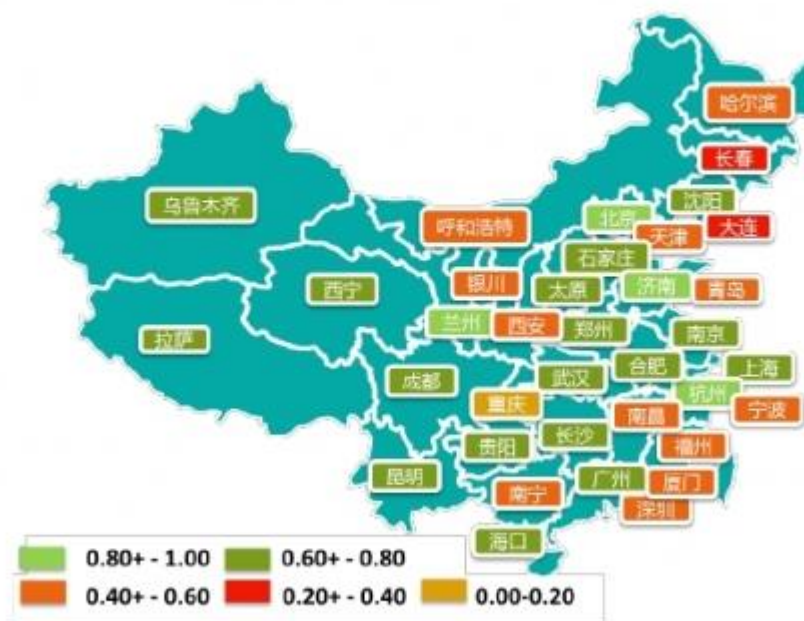 哈尔滨
长春
沈阳
乌鲁木齐
北京
呼和浩特
天津
大连
石家庄
西宁
银川
太原
济南
青岛
兰州
西安
郑州
南京
拉萨
合肥
上海
成都
武汉
杭州
重庆
南昌
宁波
贵阳
长沙
福州
昆明
广州
厦门
南宁
深圳
海口
0.80+ - 1.00
0.60+ - 0.80
0.40+ - 0.60
0.20+ - 0.40
0.00-0.20